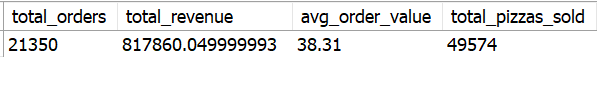 total_orders total_revenue avg_order_value total_pizzas_sold
21350 817860.049999993 38.31 49574